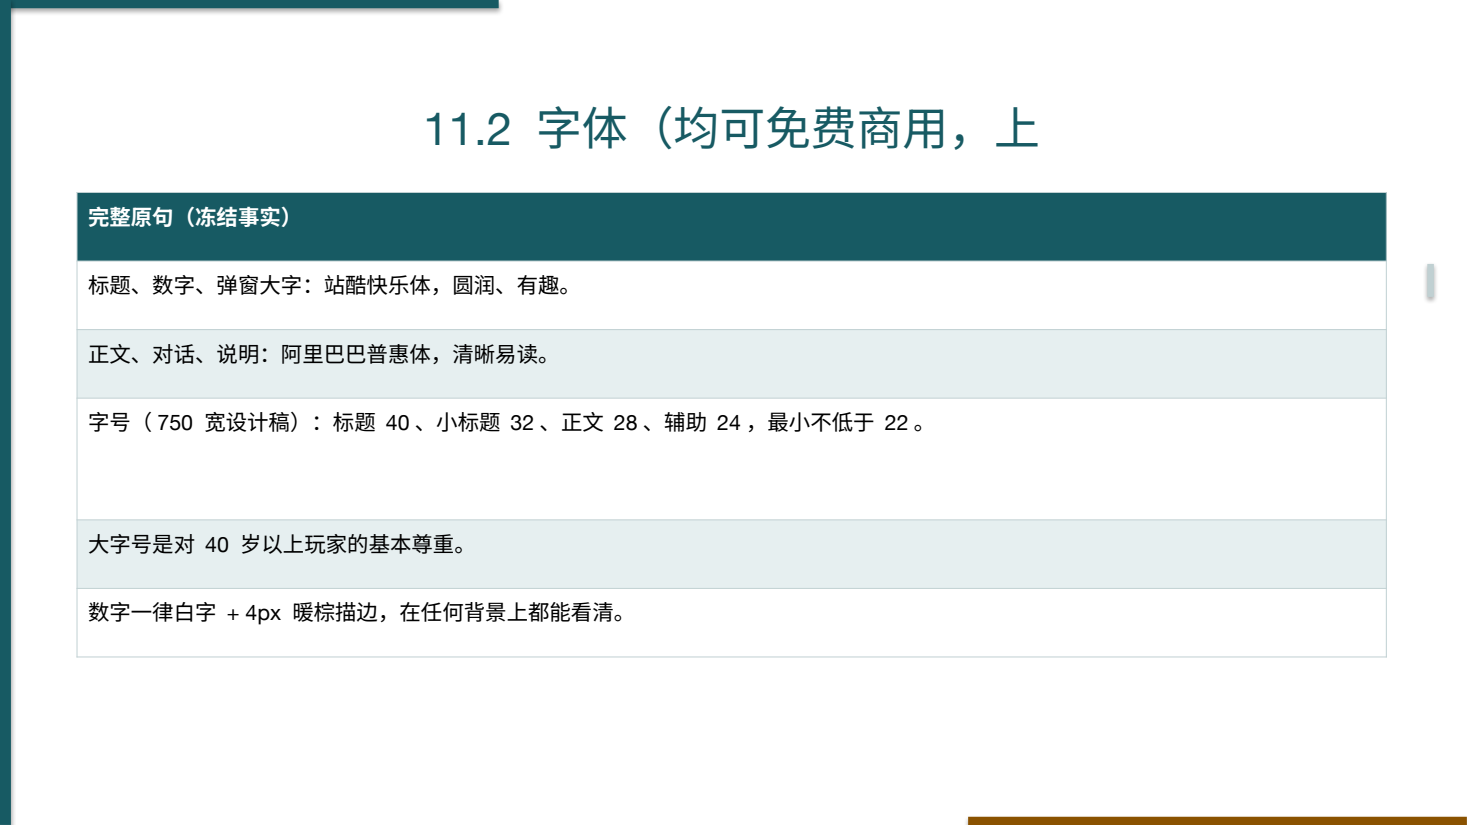 11.2 字体（均可免费商用，上
完整原句（冻结事实）
标题、数字、弹窗大字：站酷快乐体，圆润、有趣。
正文、对话、说明：阿里巴巴普惠体，清晰易读。
字号（750 宽设计稿）：标题 40、小标题 32、正文 28、辅助 24，最小不低于 22。
大字号是对 40 岁以上玩家的基本尊重。
数字一律白字 + 4px 暖棕描边，在任何背景上都能看清。